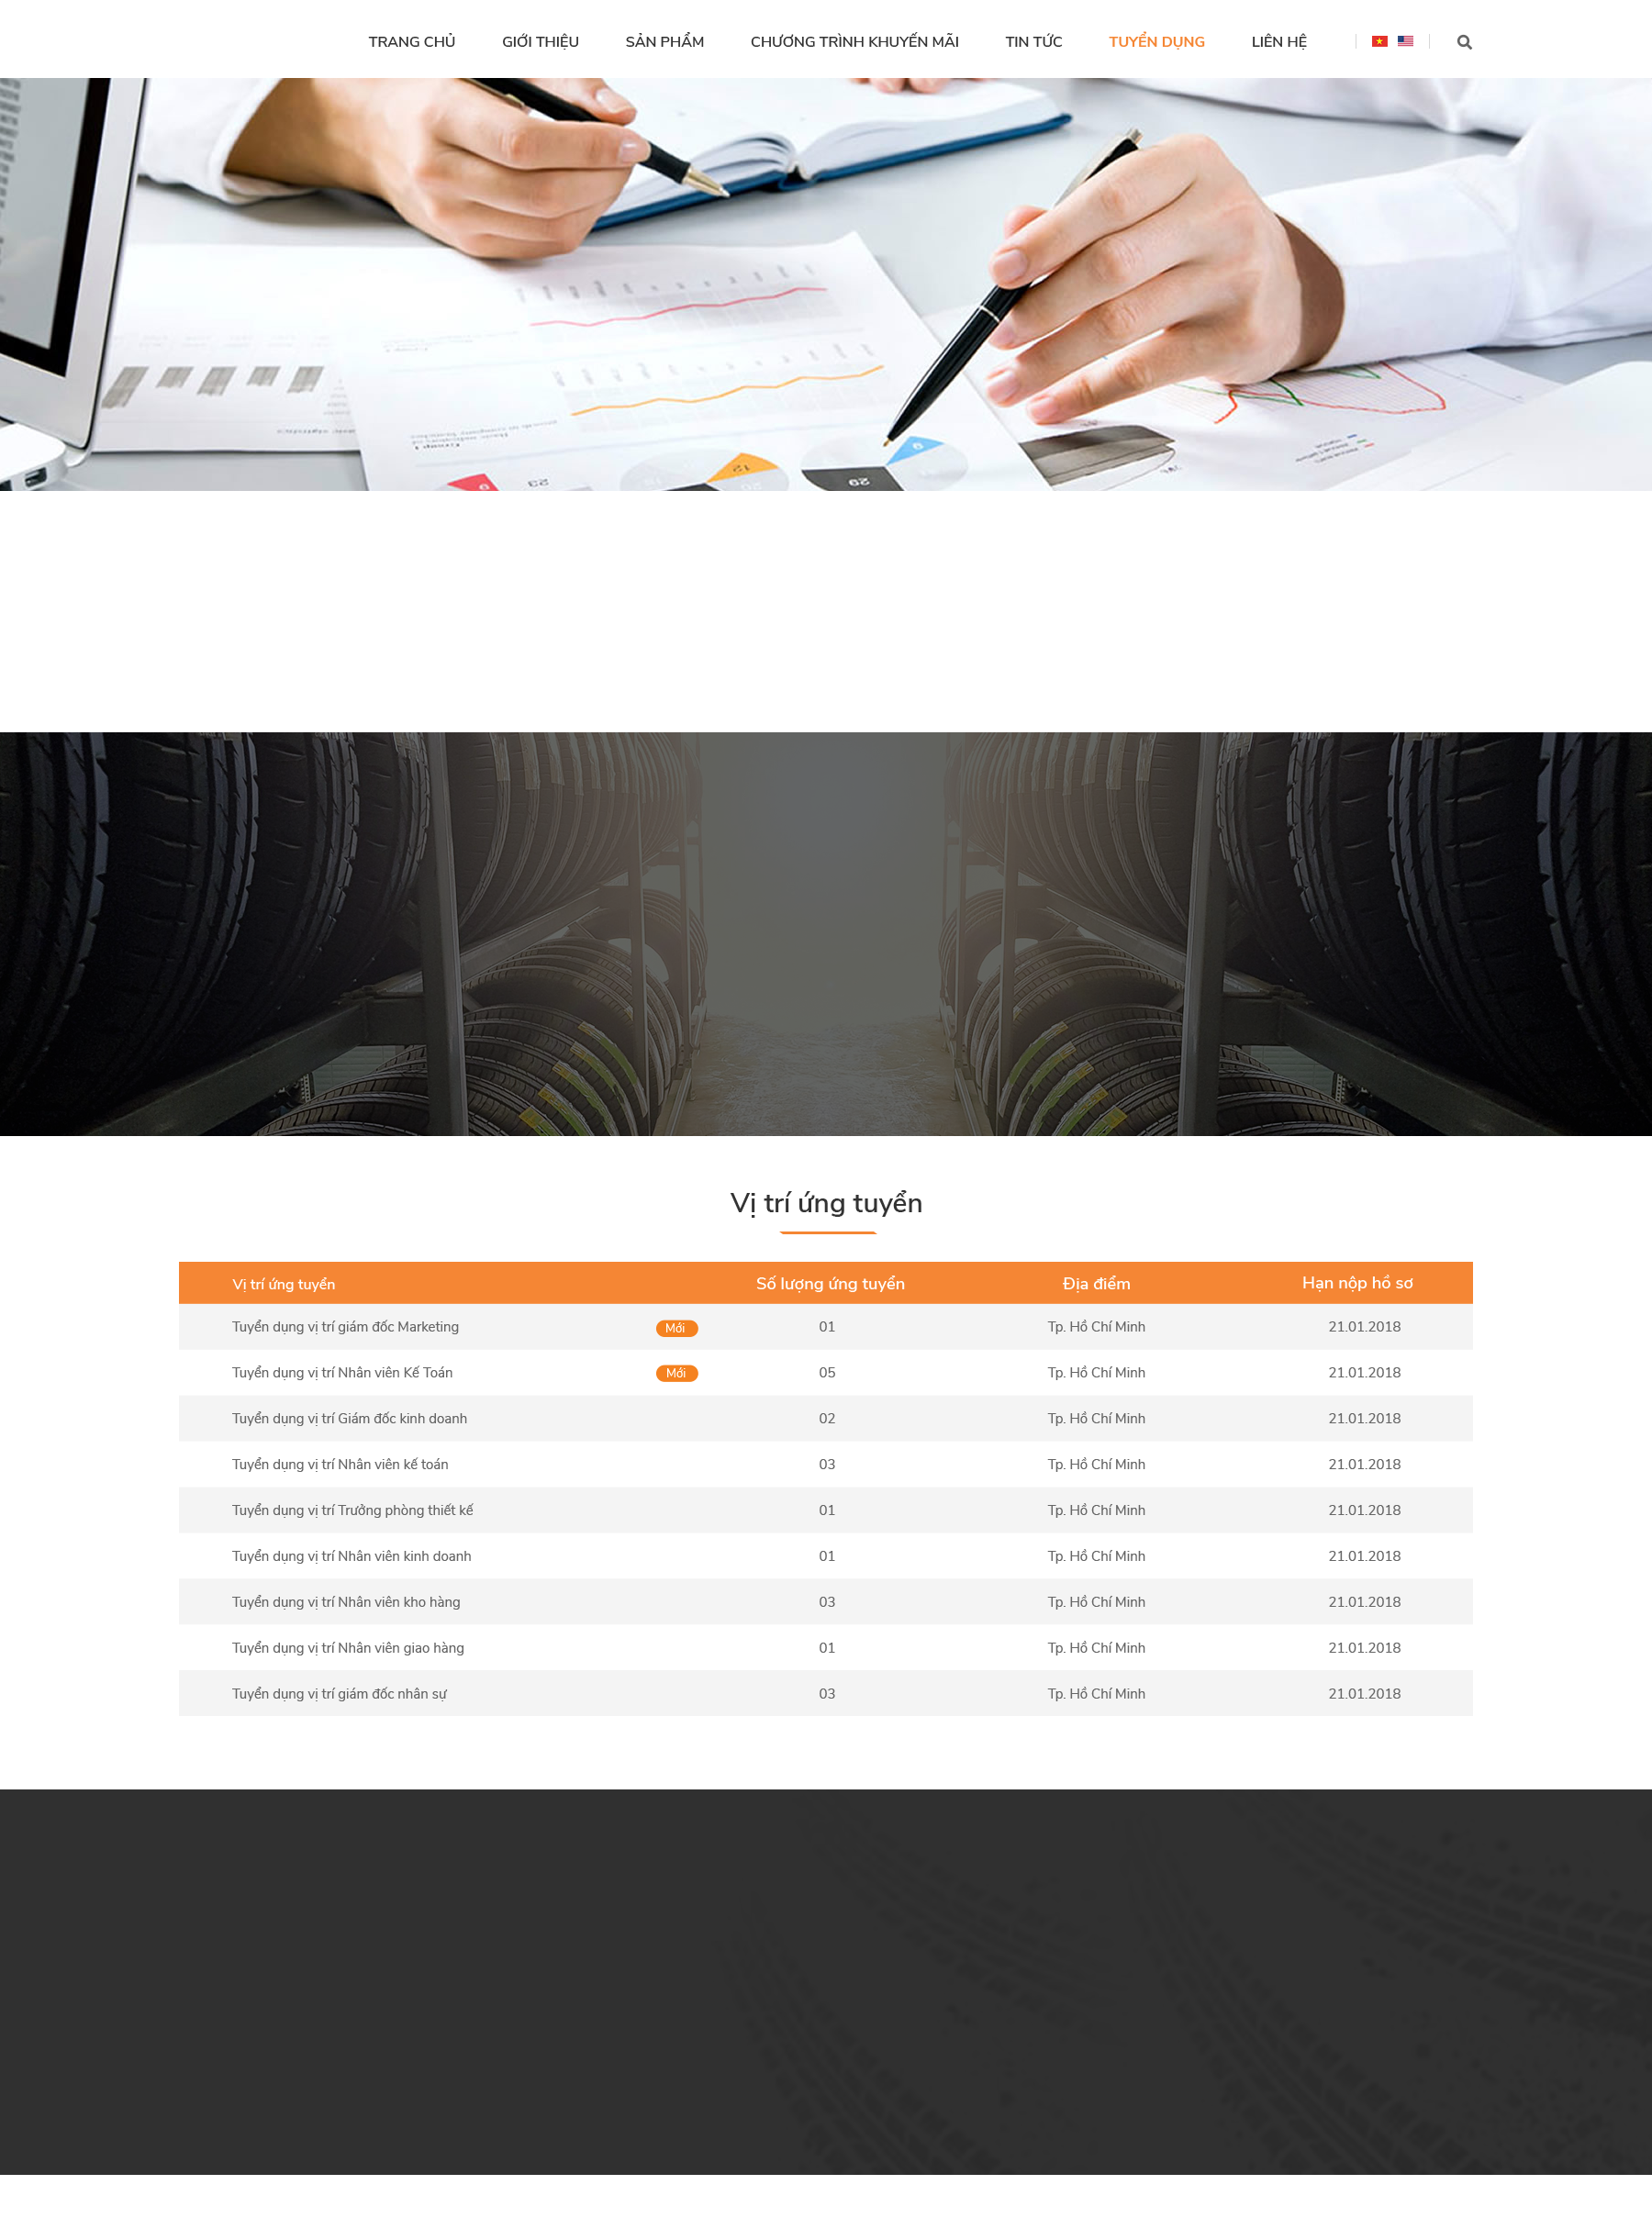 TRANG CHỦ GIỚI THIỆU SẢN PHẨM CHƯƠNG TRÌNH KHUYẾN MÃI TIN TỨC TUYỂN DỤNG LIÊN HỆ
Group 1
Vị trí ứng tuyển
Vị trí ứng tuyển Số lượng ứng tuyển Địa điểm Hạn nộp hồ sơ
Tuyển dụng vị trí giám đốc Marketing Mới 01 Tp. Hồ Chí Minh 21.01.2018
Tuyển dụng vị trí Nhân viên Kế Toán Mới 05 Tp. Hồ Chí Minh 21.01.2018
Tuyển dụng vị trí Giám đốc kinh doanh 02 Tp. Hồ Chí Minh 21.01.2018
Tuyển dụng vị trí Nhân viên kế toán 03 Tp. Hồ Chí Minh 21.01.2018
Tuyển dụng vị trí Trưởng phòng thiết kế 01 Tp. Hồ Chí Minh 21.01.2018
Tuyển dụng vị trí Nhân viên kinh doanh 01 Tp. Hồ Chí Minh 21.01.2018
Tuyển dụng vị trí Nhân viên kho hàng 03 Tp. Hồ Chí Minh 21.01.2018
Tuyển dụng vị trí Nhân viên giao hàng 01 Tp. Hồ Chí Minh 21.01.2018
Tuyển dụng vị trí giám đốc nhân sự 03 Tp. Hồ Chí Minh 21.01.2018